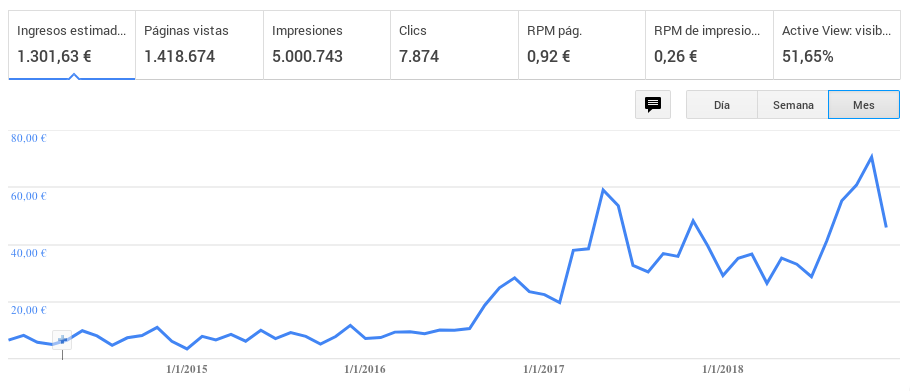 Ingresos estimad... Páginas vistas Impresiones Clics RPM pág. RPM de impresio... Active View: visib...
1.301,63 € 1.418.674 5.000.743 7.874 0,92 € 0,26 € 51,65%
Día Semana Mes
80,00 €
60,00 €
40,00 €
20,00 €
1/1/2015 1/1/2016 1/1/2017 1/1/2018